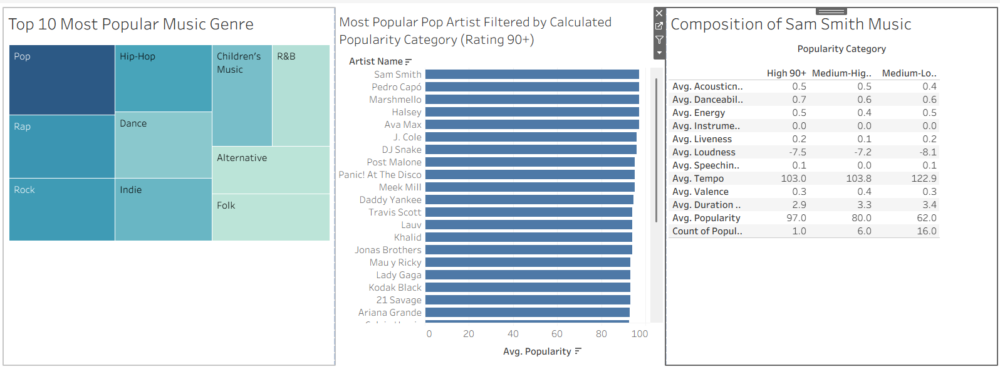 Top 10 Most Popular Music Genre
Pop
Rap
Rock
Hip-Hop
Dance
Indie
Children's
Music
R&B
Alternative
Folk
Most Popular Pop Artist Filtered by Calculated
Popularity Category (Rating 90+)
Artist Name
Sam Smith
Pedro Capó
Marshmello
Halsey
Ava Max
J. Cole
DJ Snake
Post Malone
Panic! At The Disco
Meek Mill
Daddy Yankee
Travis Scott
Lauv
Khalid
Jonas Brothers
Mau y Ricky
Lady Gaga
Kodak Black
21 Savage
Ariana Grande
0 20 40 60 80 100
Avg. Popularity
Composition of Sam Smith Music
Popularity Category
High 90+ Medium-Hig.. Medium-Lo..
Avg. Acousticn.. 0.5 0.5 0.4
Avg. Danceabil.. 0.7 0.6 0.6
Avg. Energy 0.5 0.4 0.5
Avg. Instrume.. 0.0 0.0 0.0
Avg. Liveness 0.2 0.1 0.2
Avg. Loudness -7.5 -7.2 -8.1
Avg. Speechin.. 0.1 0.0 0.1
Avg. Tempo 103.0 103.8 122.9
Avg. Valence 0.3 0.4 0.3
Avg. Duration .. 2.9 3.3 3.4
Avg. Popularity 97.0 80.0 62.0
Count of Popul.. 1.0 6.0 16.0